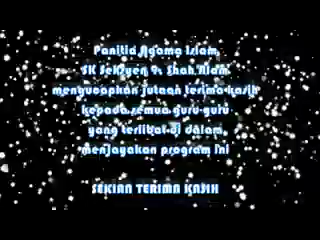 Panitia Agama Islam,
SK Seksyen 9, Shah Alam
mengucapkan jutaan terima kasih
kepada semua guru-guru
yang terlibat di dalam
menjayakan program ini
SEKIAN TERIMA KASIH